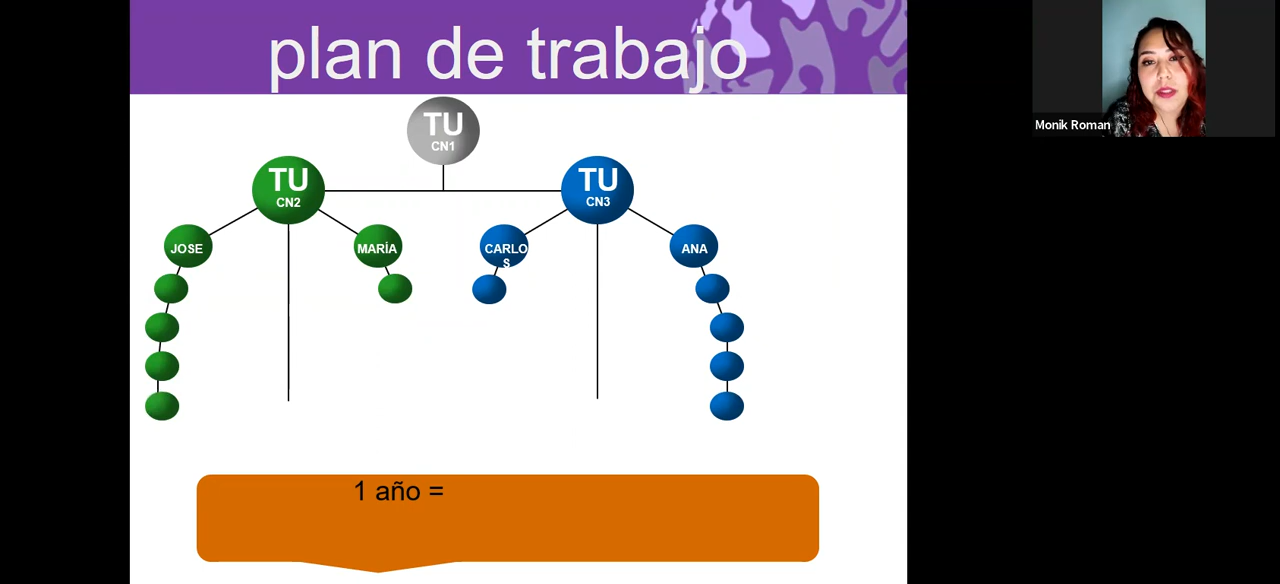 plan de trabajo
Monik Roman
TU
CN1
TU
CN2
TU
CN3
JOSE
MARÍA
CARLO
S
ANA
1 año =